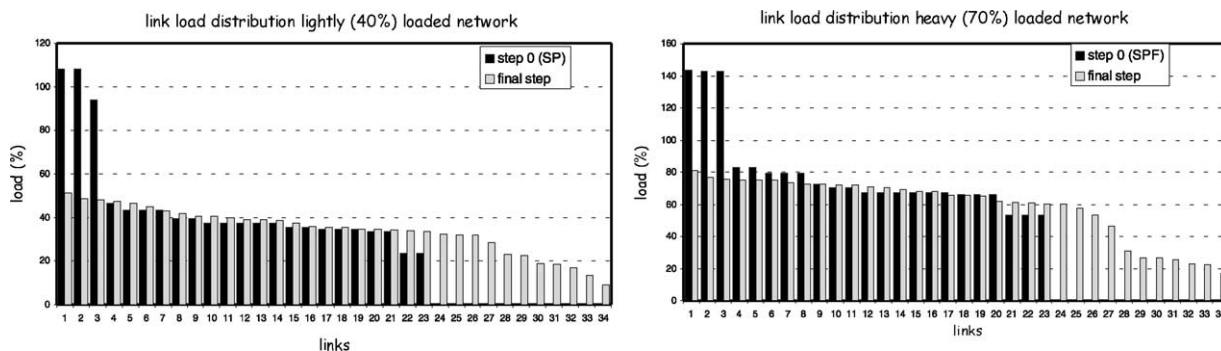 link load distribution lightly (40%) loaded network
120
100
80
60
40
20
0
load (%)
step 0 (SP)
final step
1 2 3 4 5 6 7 8 9 10 11 12 13 14 15 16 17 18 19 20 21 22 23 24 25 26 27 28 29 30 31 32 33 34
links
link load distribution heavy (70%) loaded network
160
140
120
100
80
60
40
20
0
load (%)
step 0 (SPF)
final step
1 2 3 4 5 6 7 8 9 10 11 12 13 14 15 16 17 18 19 20 21 22 23 24 25 26 27 28 29 30 31 32 33
links